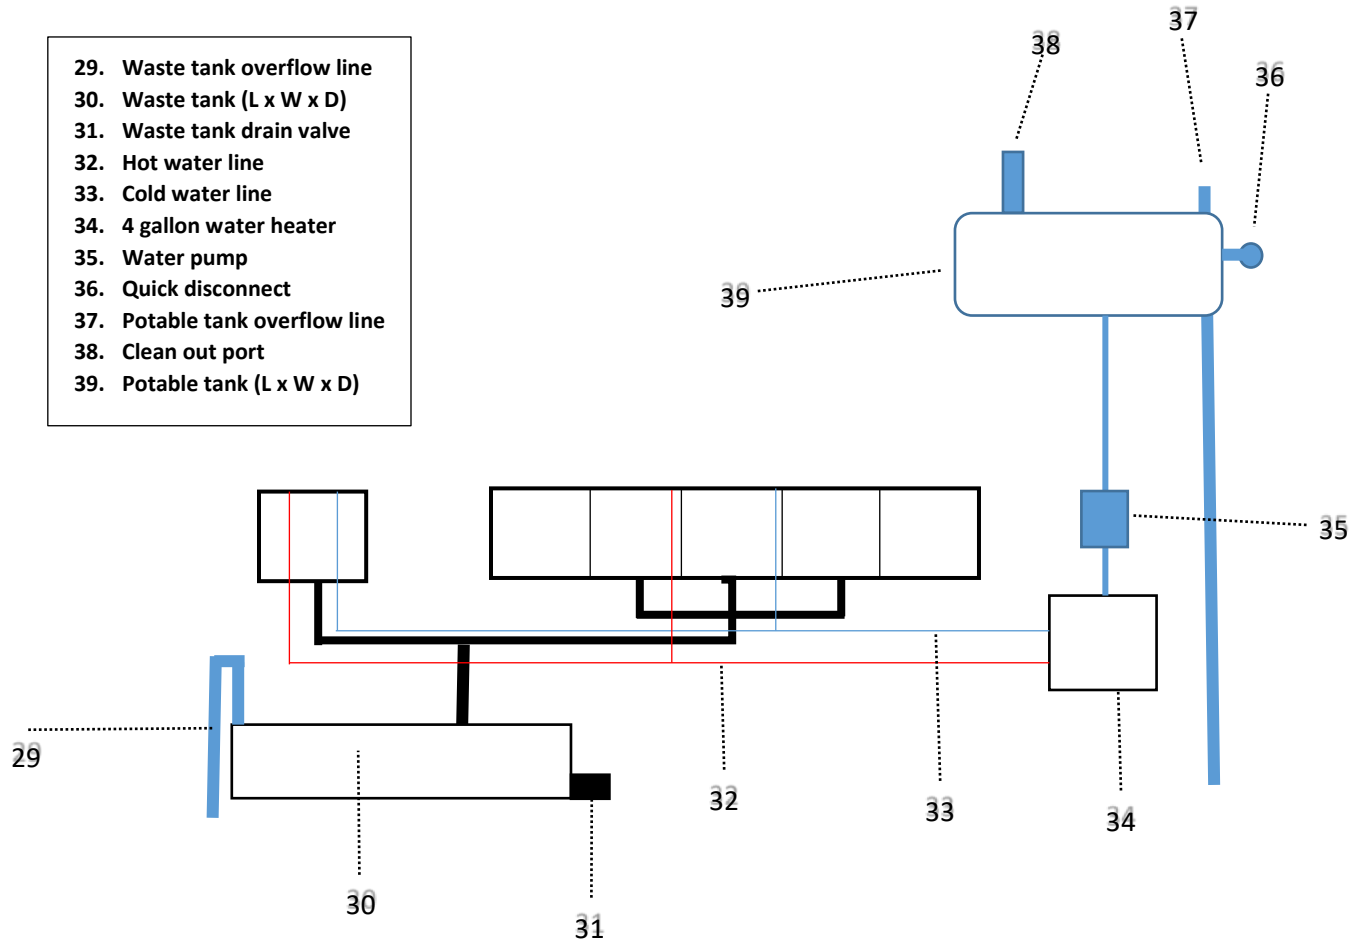 29. Waste tank overflow line
30. Waste tank (L x W x D)
31. Waste tank drain valve
32. Hot water line
33. Cold water line
34. 4 gallon water heater
35. Water pump
36. Quick disconnect
37. Potable tank overflow line
38. Clean out port
39. Potable tank (L x W x D)
37
38
36
39
35
29
32
33
34
30
31